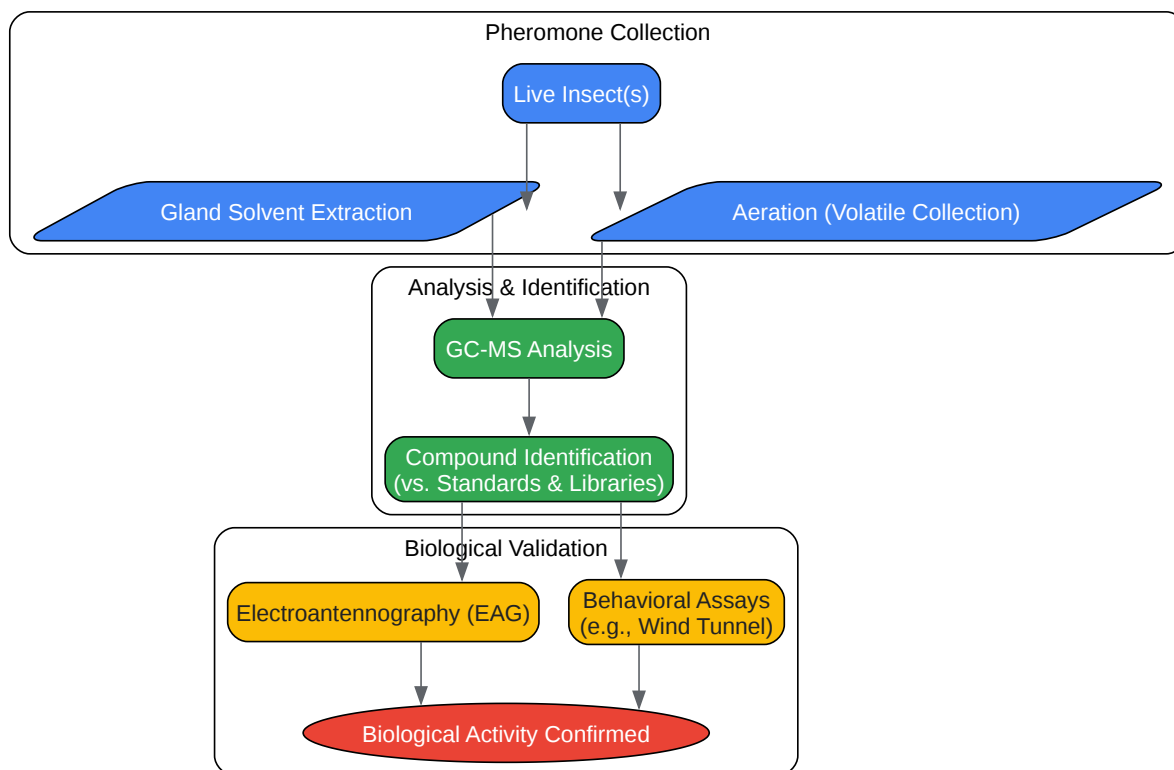 Pheromone Collection
Live Insect(s)
Gland Solvent Extraction
Aeration (Volatile Collection)
Analysis & Identification
GC-MS Analysis
Compound Identification
(vs. Standards & Libraries)
Biological Validation
Electroantennography (EAG)
Behavioral Assays
(e.g., Wind Tunnel)
Biological Activity Confirmed